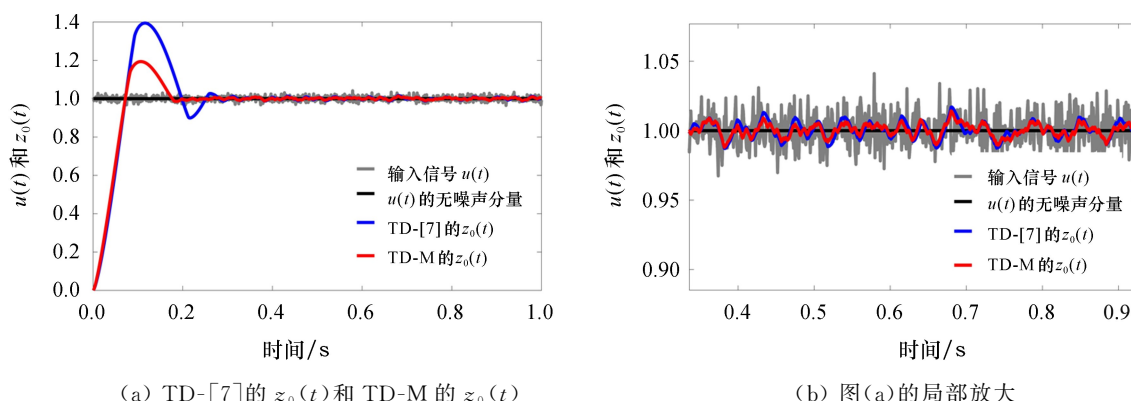 1.4
1.2
1.0
0.8
0.6
0.4
0.2
0.0
u(t) 和 z₀(t)
输入信号 u(t)
u(t) 的无噪声分量
TD-[7] 的 z₀(t)
TD-M 的 z₀(t)
0.0 0.2 0.4 0.6 0.8 1.0
时间/s
(a) TD-[7]的 z₀(t)和 TD-M 的 z₀(t)
1.05
1.00
0.95
0.90
u(t) 和 z₀(t)
输入信号 u(t)
u(t) 的无噪声分量
TD-[7] 的 z₀(t)
TD-M 的 z₀(t)
0.4 0.5 0.6 0.7 0.8 0.9
时间/s
(b) 图(a)的局部放大